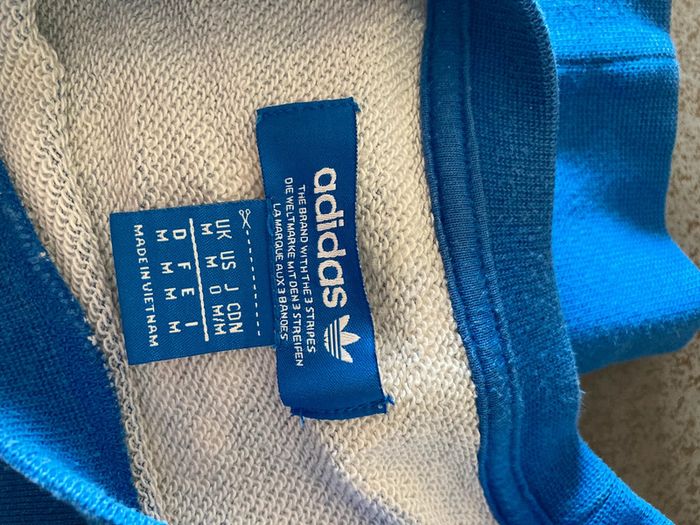 adidas
THE BRAND WITH THE 3 STRIPES
DIE WELTMARKE MIT DEN 3 STREIFEN
LA MARQUE AUX 3 BANDES
UK US J CDN
M M O M/M
D F E I
M M M M
MADE IN VIETNAM